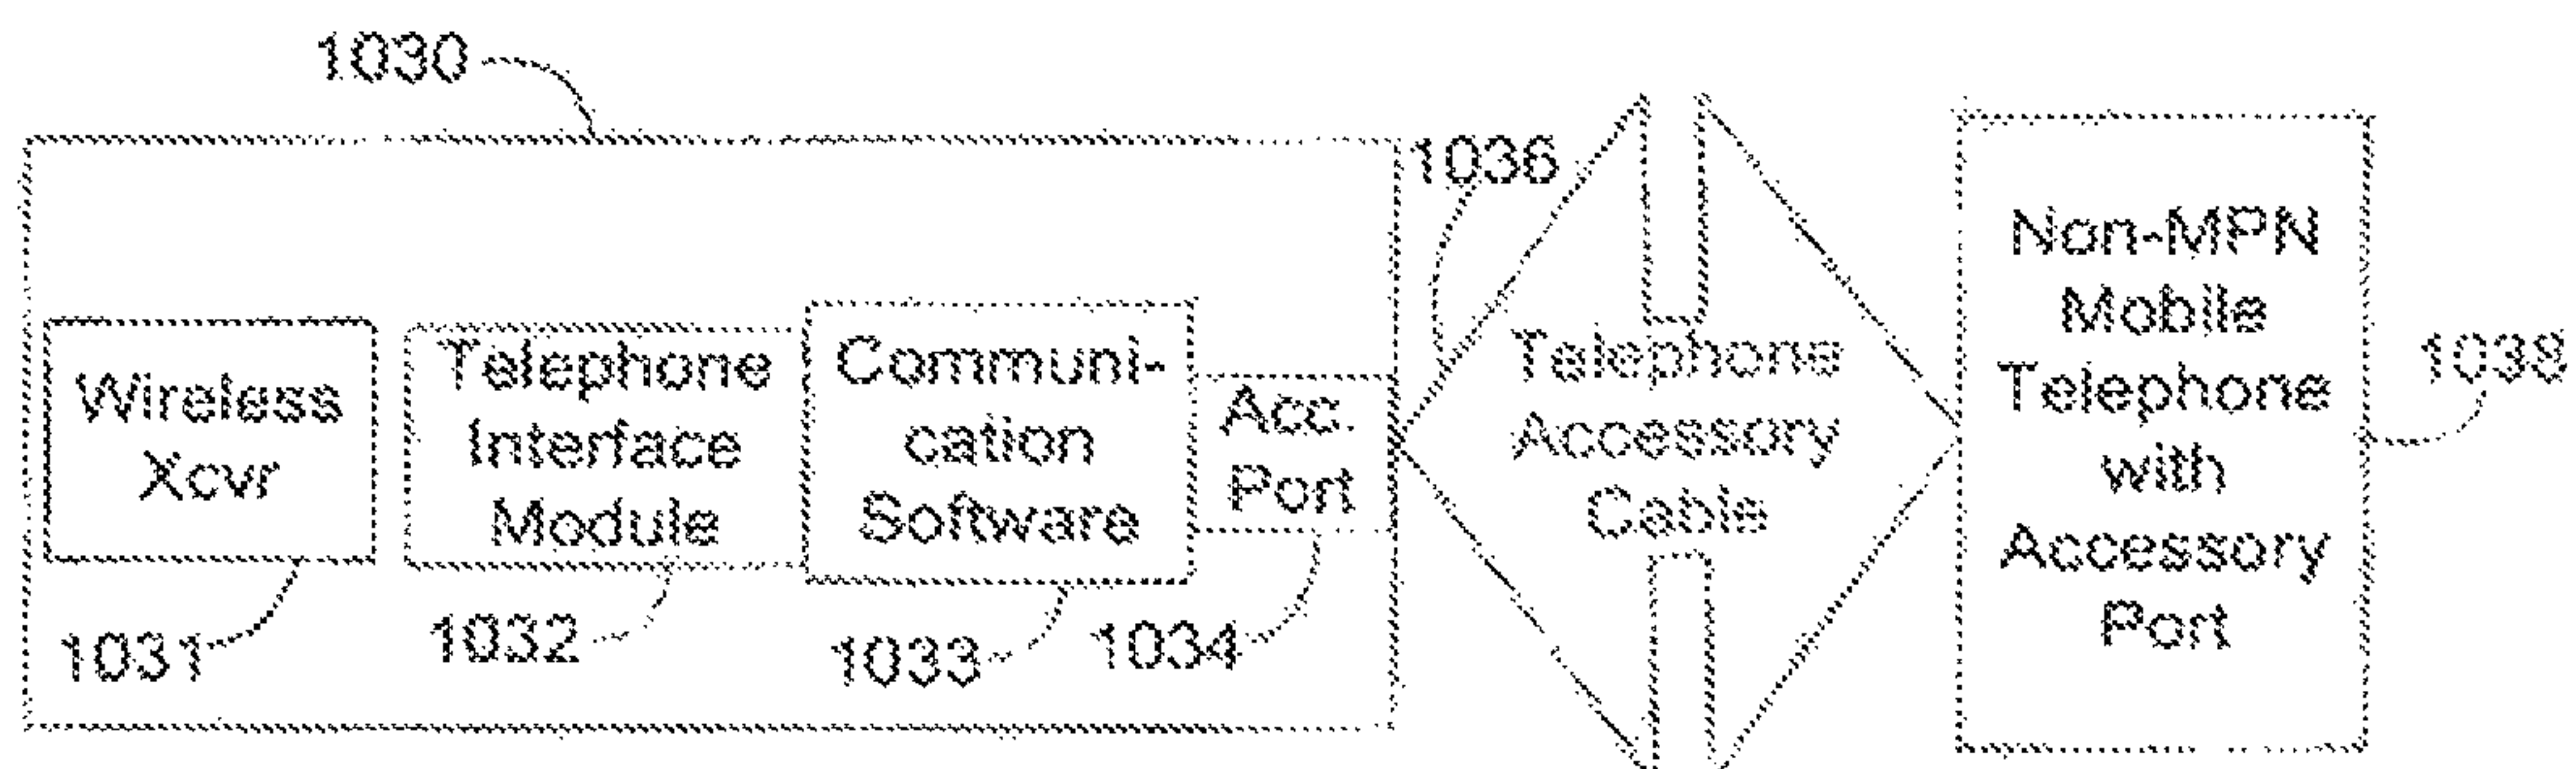 1030
1036
Wireless
Xcvr
Telephone
Interface
Module
Communi-
cation
Software
Acc.
Port
Telephone
Accessory
Cable
Non-MPN
Mobile
Telephone
with
Accessory
Port
1038
1031
1032
1033
1034